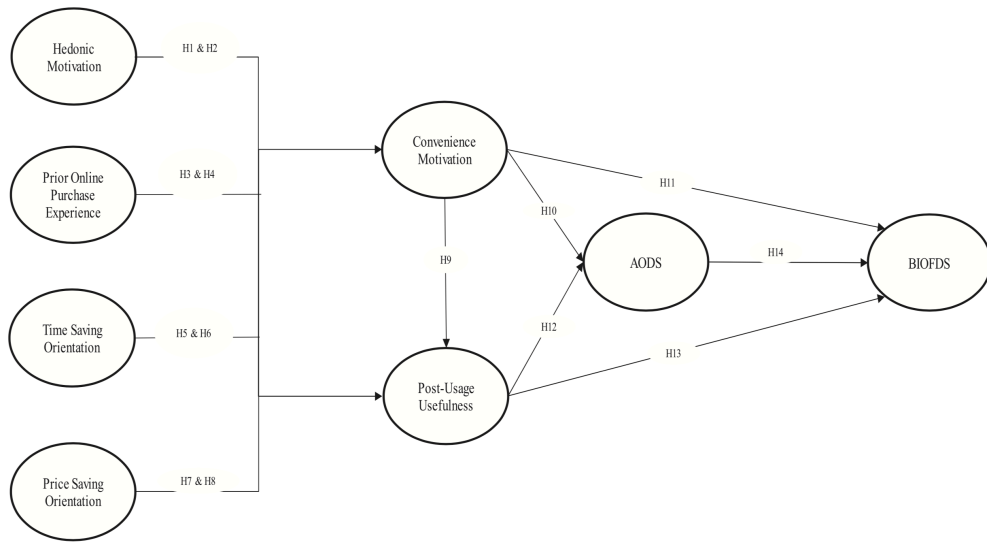 Hedonic
Motivation
H1 & H2
Prior Online
Purchase
Experience
H3 & H4
Time Saving
Orientation
H5 & H6
Price Saving
Orientation
H7 & H8
Convenience
Motivation
H9
Post-Usage
Usefulness
H10
H11
H12
H13
AODS
H14
BIOFDS